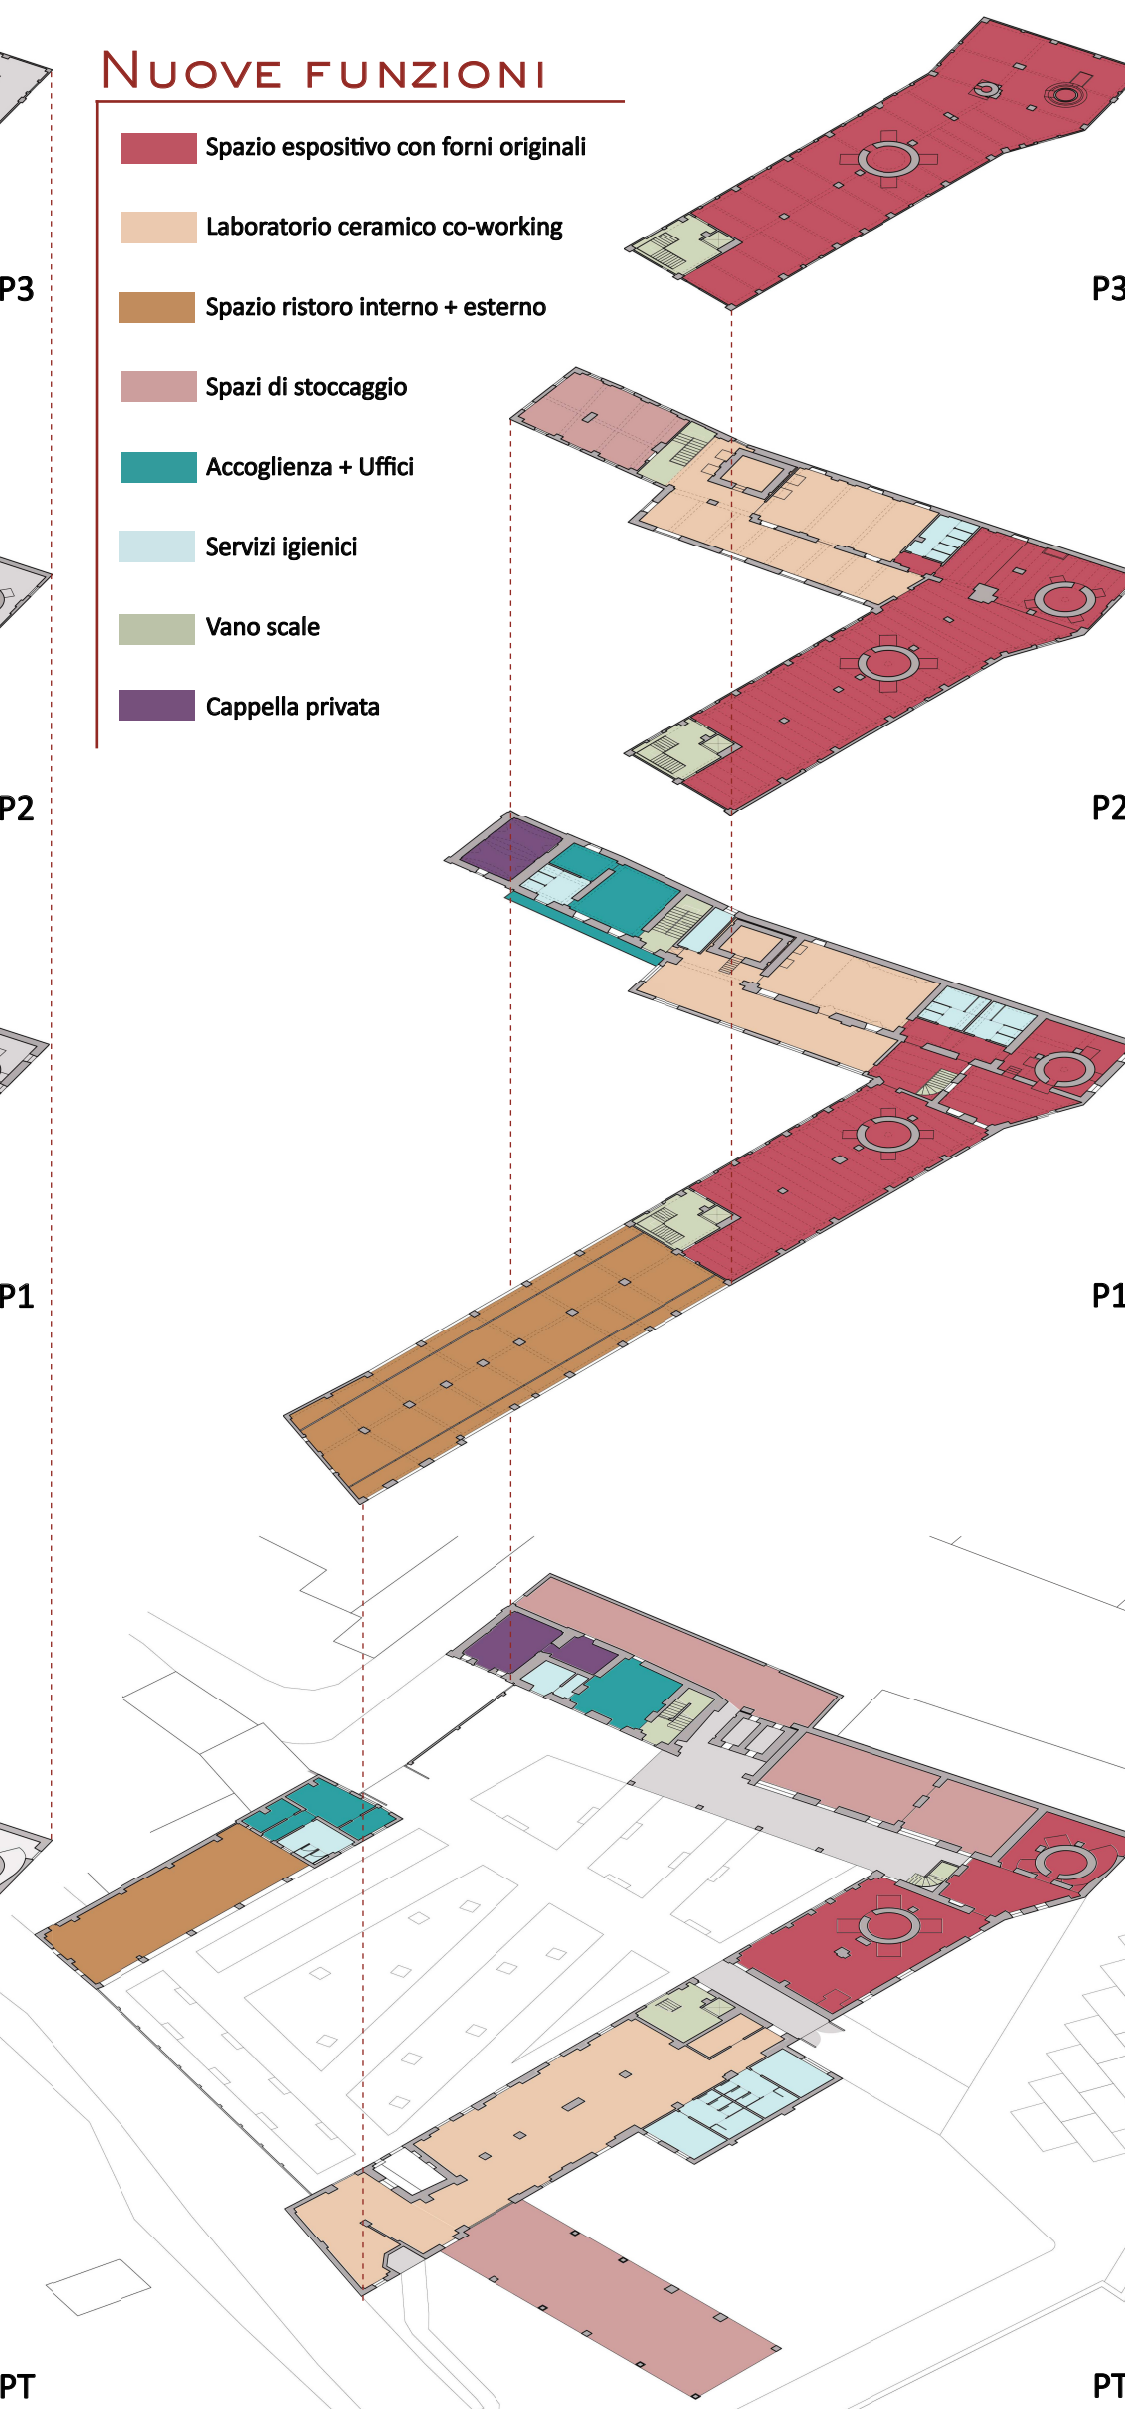 NUOVE FUNZIONI
Spazio espositivo con forni originali
Laboratorio ceramico co-working
Spazio ristoro interno + esterno
Spazi di stoccaggio
Accoglienza + Uffici
Servizi igienici
Vano scale
Cappella privata
P3
P3
P2
P2
P1
P1
PT
PT